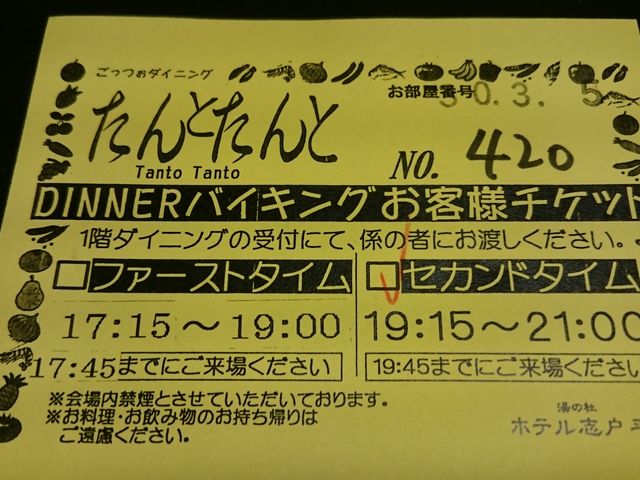 ごっつぉダイニング
たんとたんと
Tanto Tanto
お部屋番号
30.3.5
NO. 420
DINNERバイキングお客様チケット
1階ダイニングの受付にて、係の者にお渡しください。
□ファーストタイム
17:15～19:00
17:45までにご来場ください
□セカンドタイム
19:15～21:00
19:45までにご来場ください
※会場内禁煙とさせていただいております。
※お料理・お飲み物のお持ち帰りは
ご遠慮ください。
湯の杜
ホテル志戸平